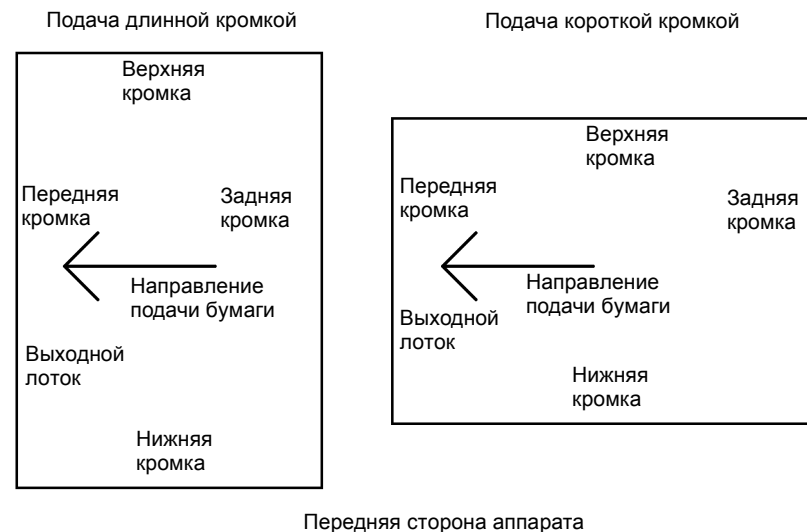 Подача длинной кромкой
Верхняя
кромка
Передняя
кромка
Задняя
кромка
Направление
подачи бумаги
Выходной
лоток
Нижняя
кромка
Подача короткой кромкой
Верхняя
кромка
Передняя
кромка
Задняя
кромка
Направление
подачи бумаги
Выходной
лоток
Нижняя
кромка
Передняя сторона аппарата